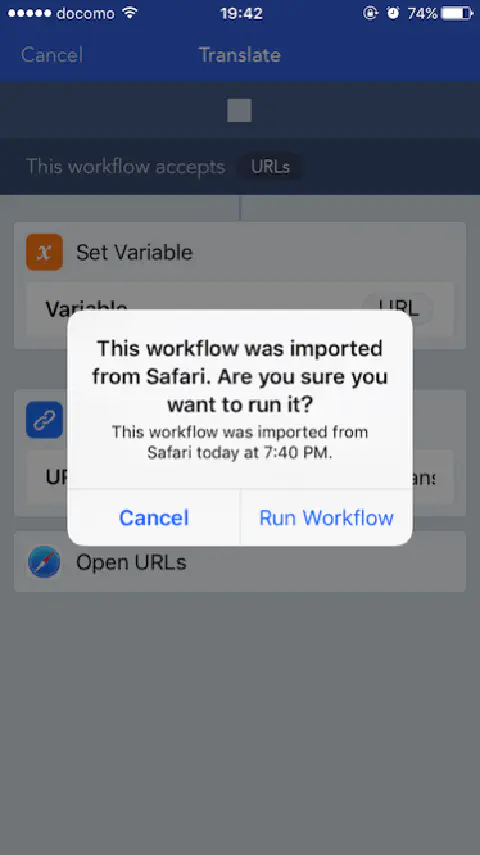 docomo 19:42 74%
Cancel Translate
This workflow accepts URLs
Set Variable
Variable URL
This workflow was imported
from Safari. Are you sure you
want to run it?
This workflow was imported from
Safari today at 7:40 PM.
Cancel Run Workflow
Open URLs